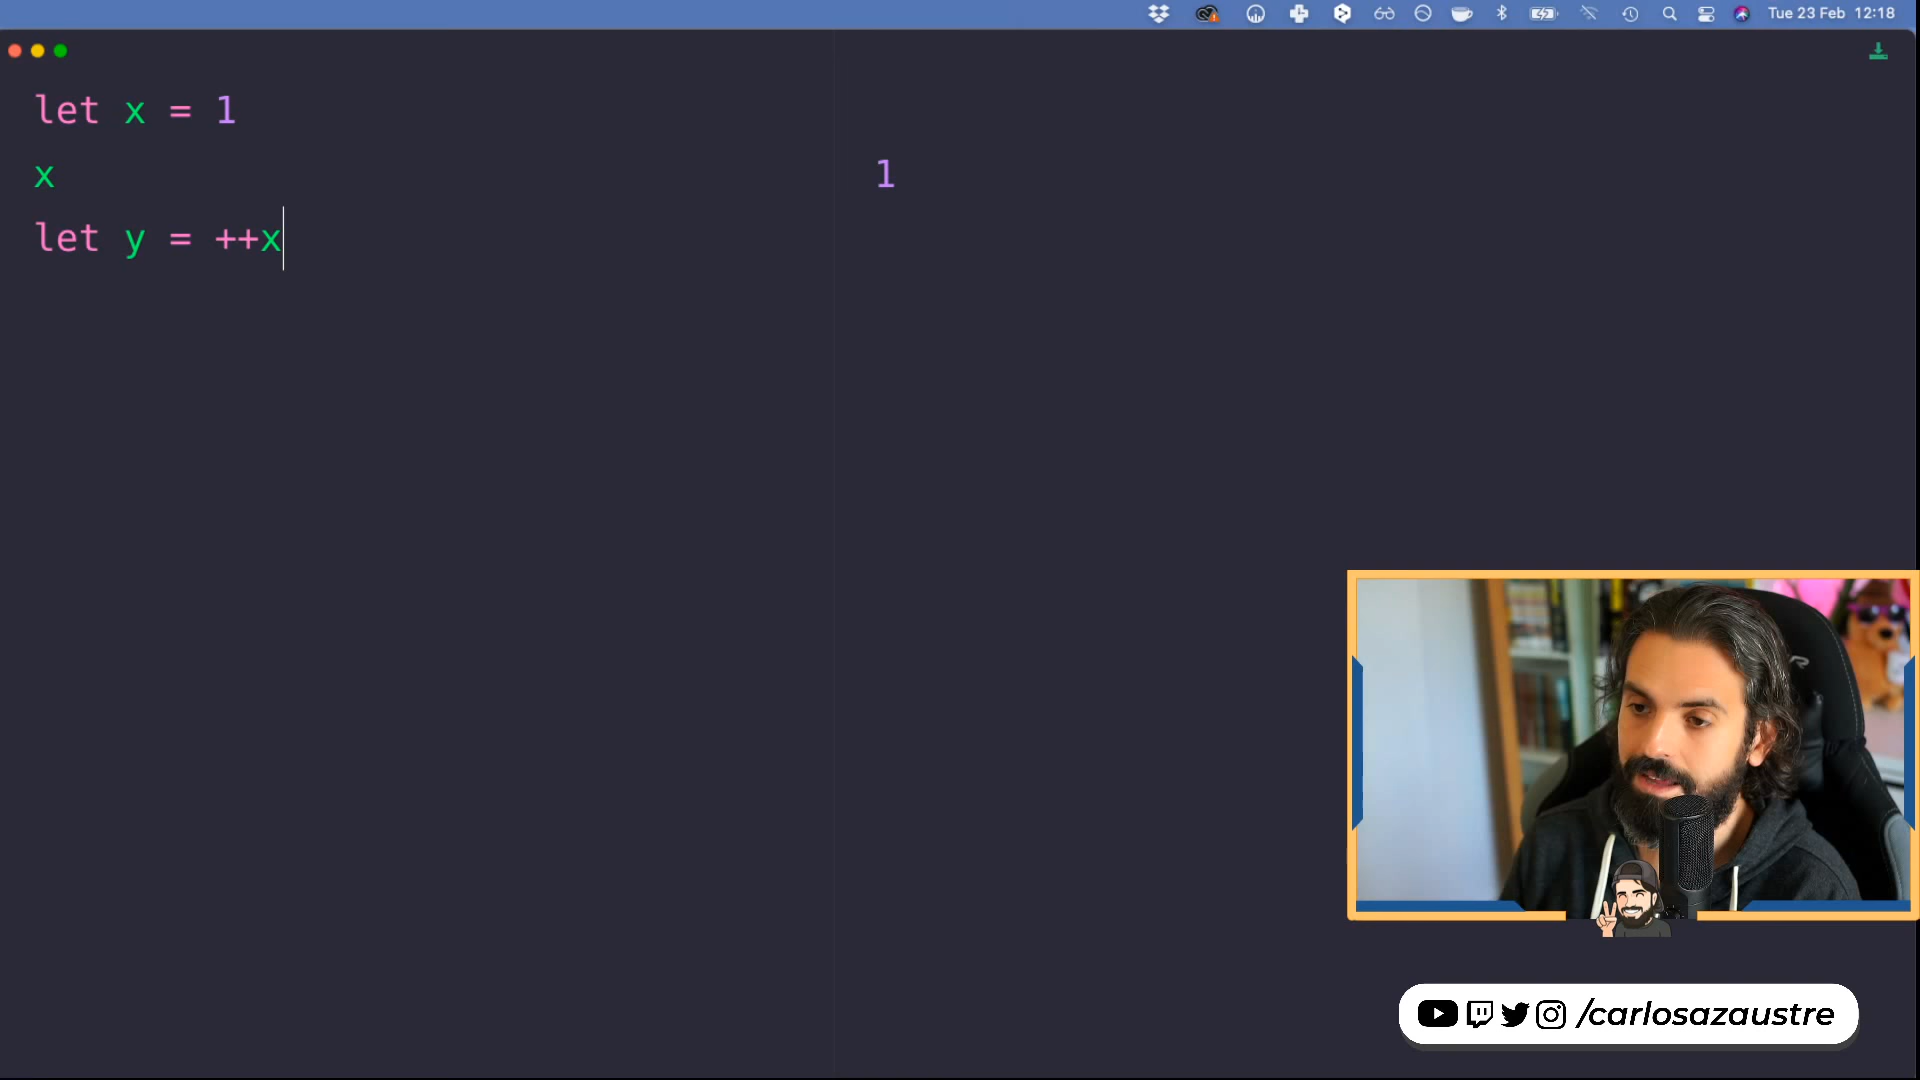 Tue 23 Feb 12:18
let x = 1
x
1
let y = ++x
/carlosazaustre